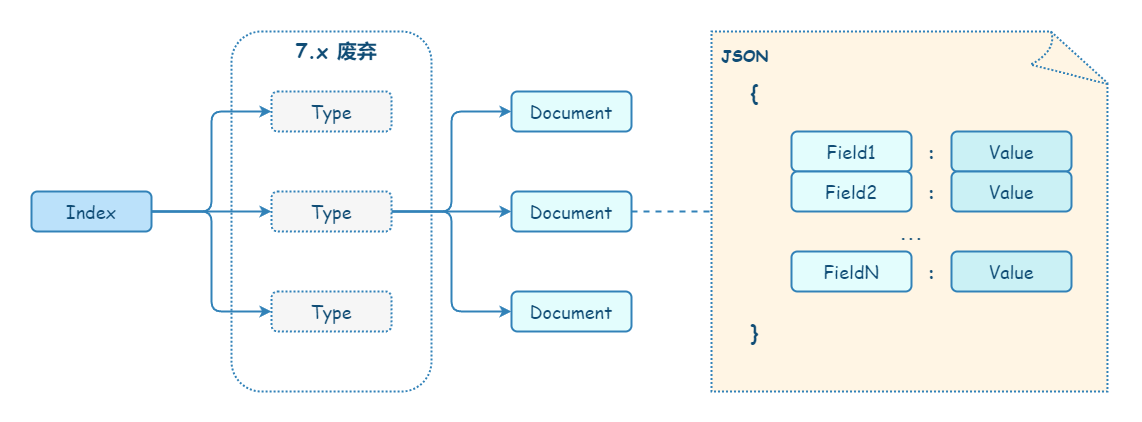 7.x 废弃
Type
Type
Type
Index
Document
Document
Document
JSON
{
Field1 : Value
Field2 : Value
...
FieldN : Value
}